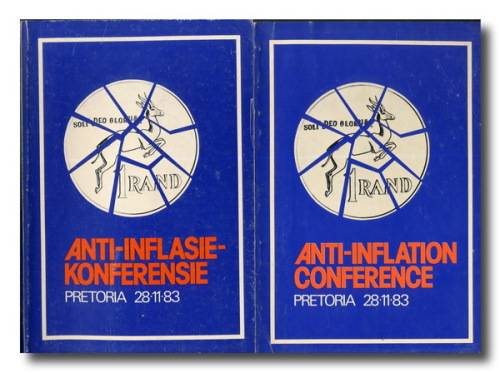 SOLI DEO GLORIA
1 RAND
ANTI-INFLASIE-
KONFERENSIE
PRETORIA 28·11·83
SOLI DEO GLORIA
1 RAND
ANTI-INFLATION
CONFERENCE
PRETORIA 28·11·83